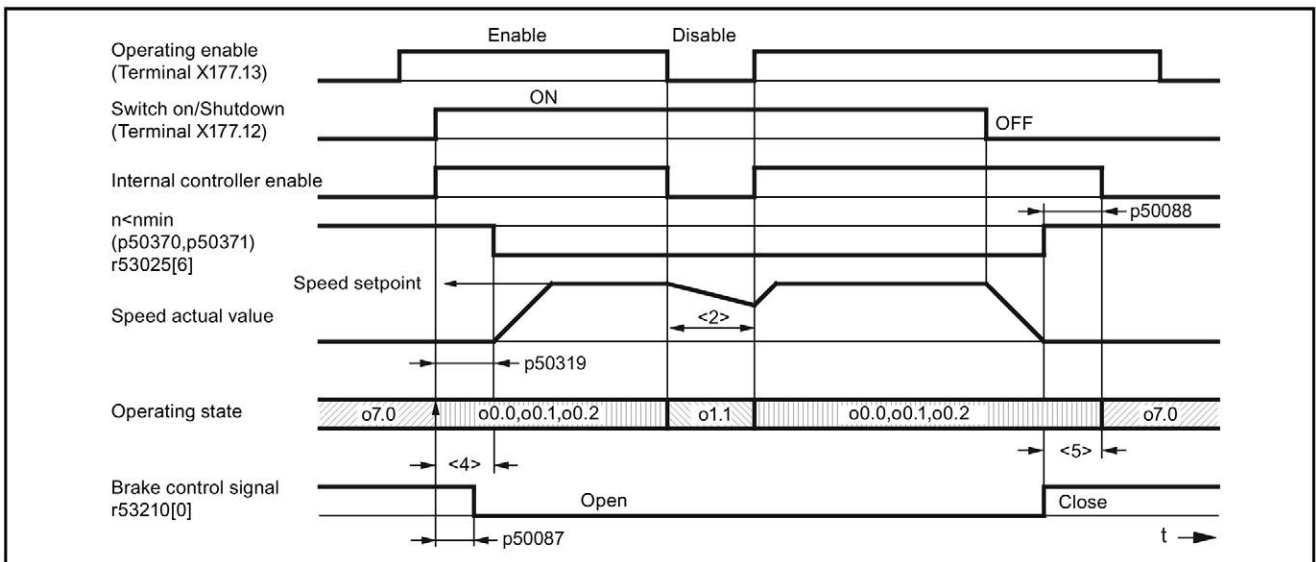 Operating enable
(Terminal X177.13)
Enable
Disable
Switch on/Shutdown
(Terminal X177.12)
ON
OFF
Internal controller enable
p50088
n<nmin
(p50370,p50371)
r53025[6]
Speed setpoint
Speed actual value
<2>
p50319
Operating state
o7.0
o0.0,o0.1,o0.2
o1.1
o0.0,o0.1,o0.2
o7.0
<4>
<5>
Brake control signal
r53210[0]
Open
Close
p50087
t